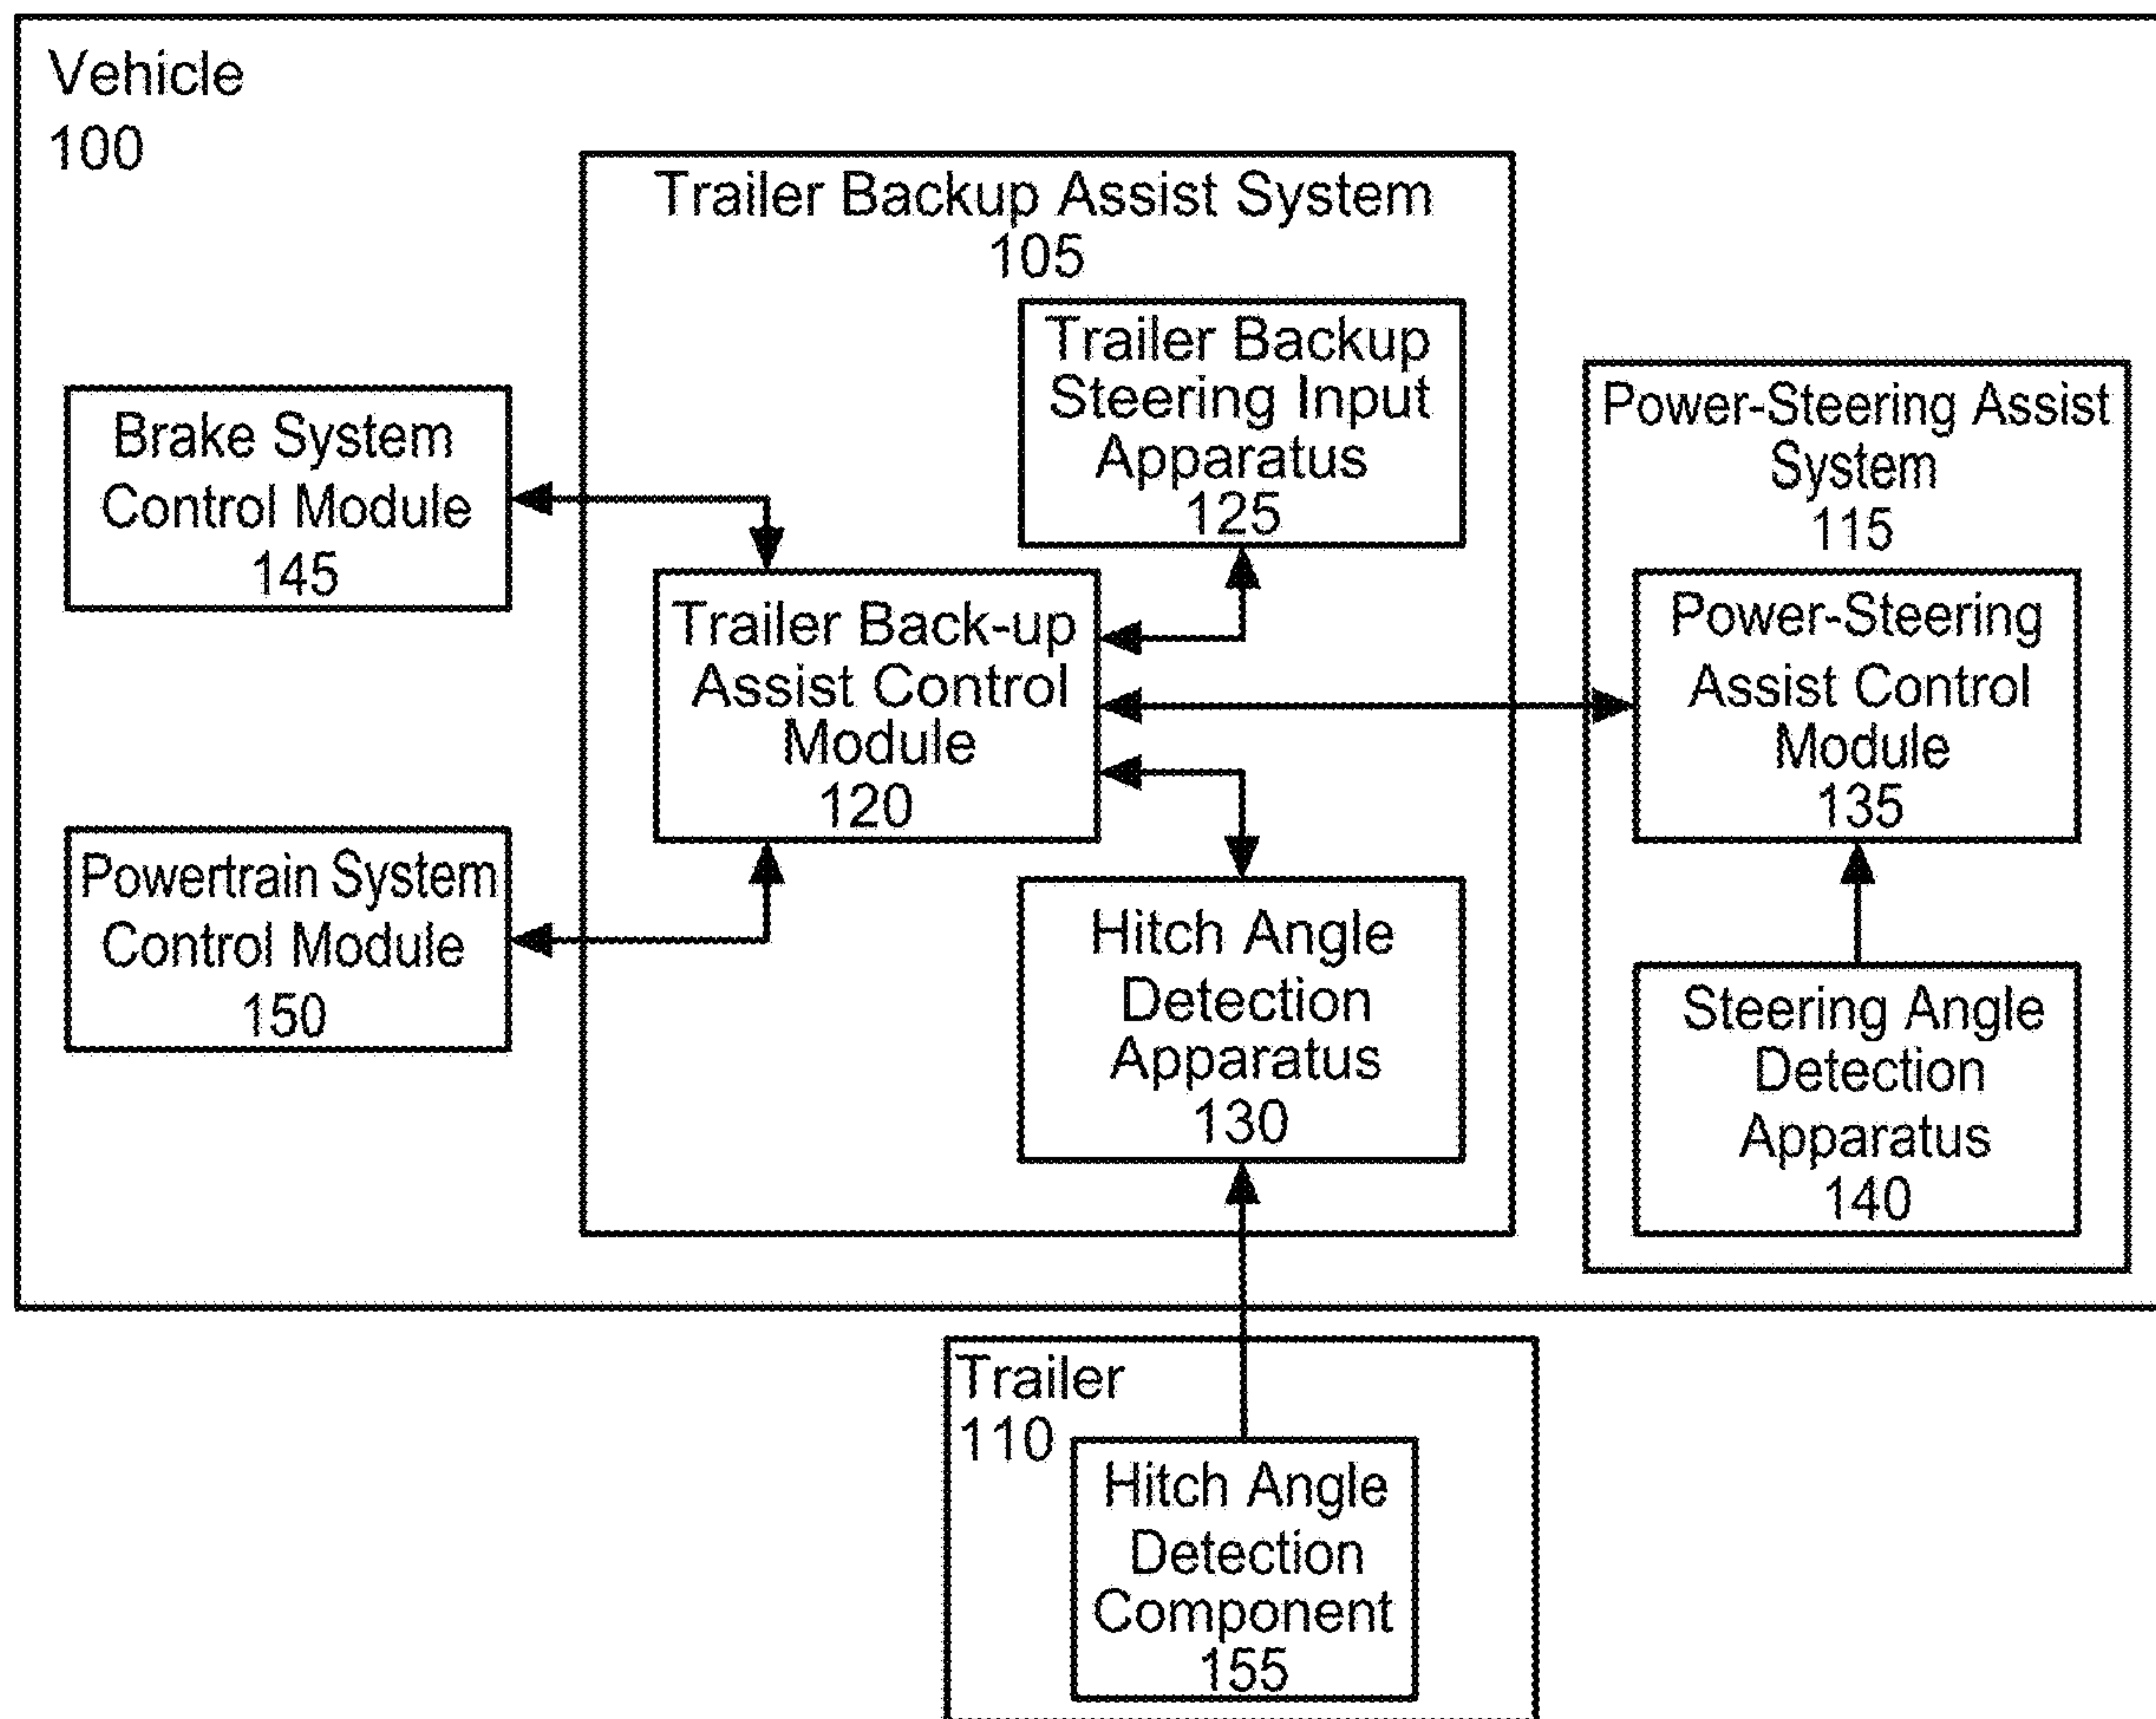 Vehicle
100
Trailer Backup Assist System
105
Trailer Backup
Steering Input
Apparatus
125
Brake System
Control Module
145
Trailer Back-up
Assist Control
Module
120
Powertrain System
Control Module
150
Hitch Angle
Detection
Apparatus
130
Power-Steering Assist
System
115
Power-Steering
Assist Control
Module
135
Steering Angle
Detection
Apparatus
140
Trailer
110
Hitch Angle
Detection
Component
155